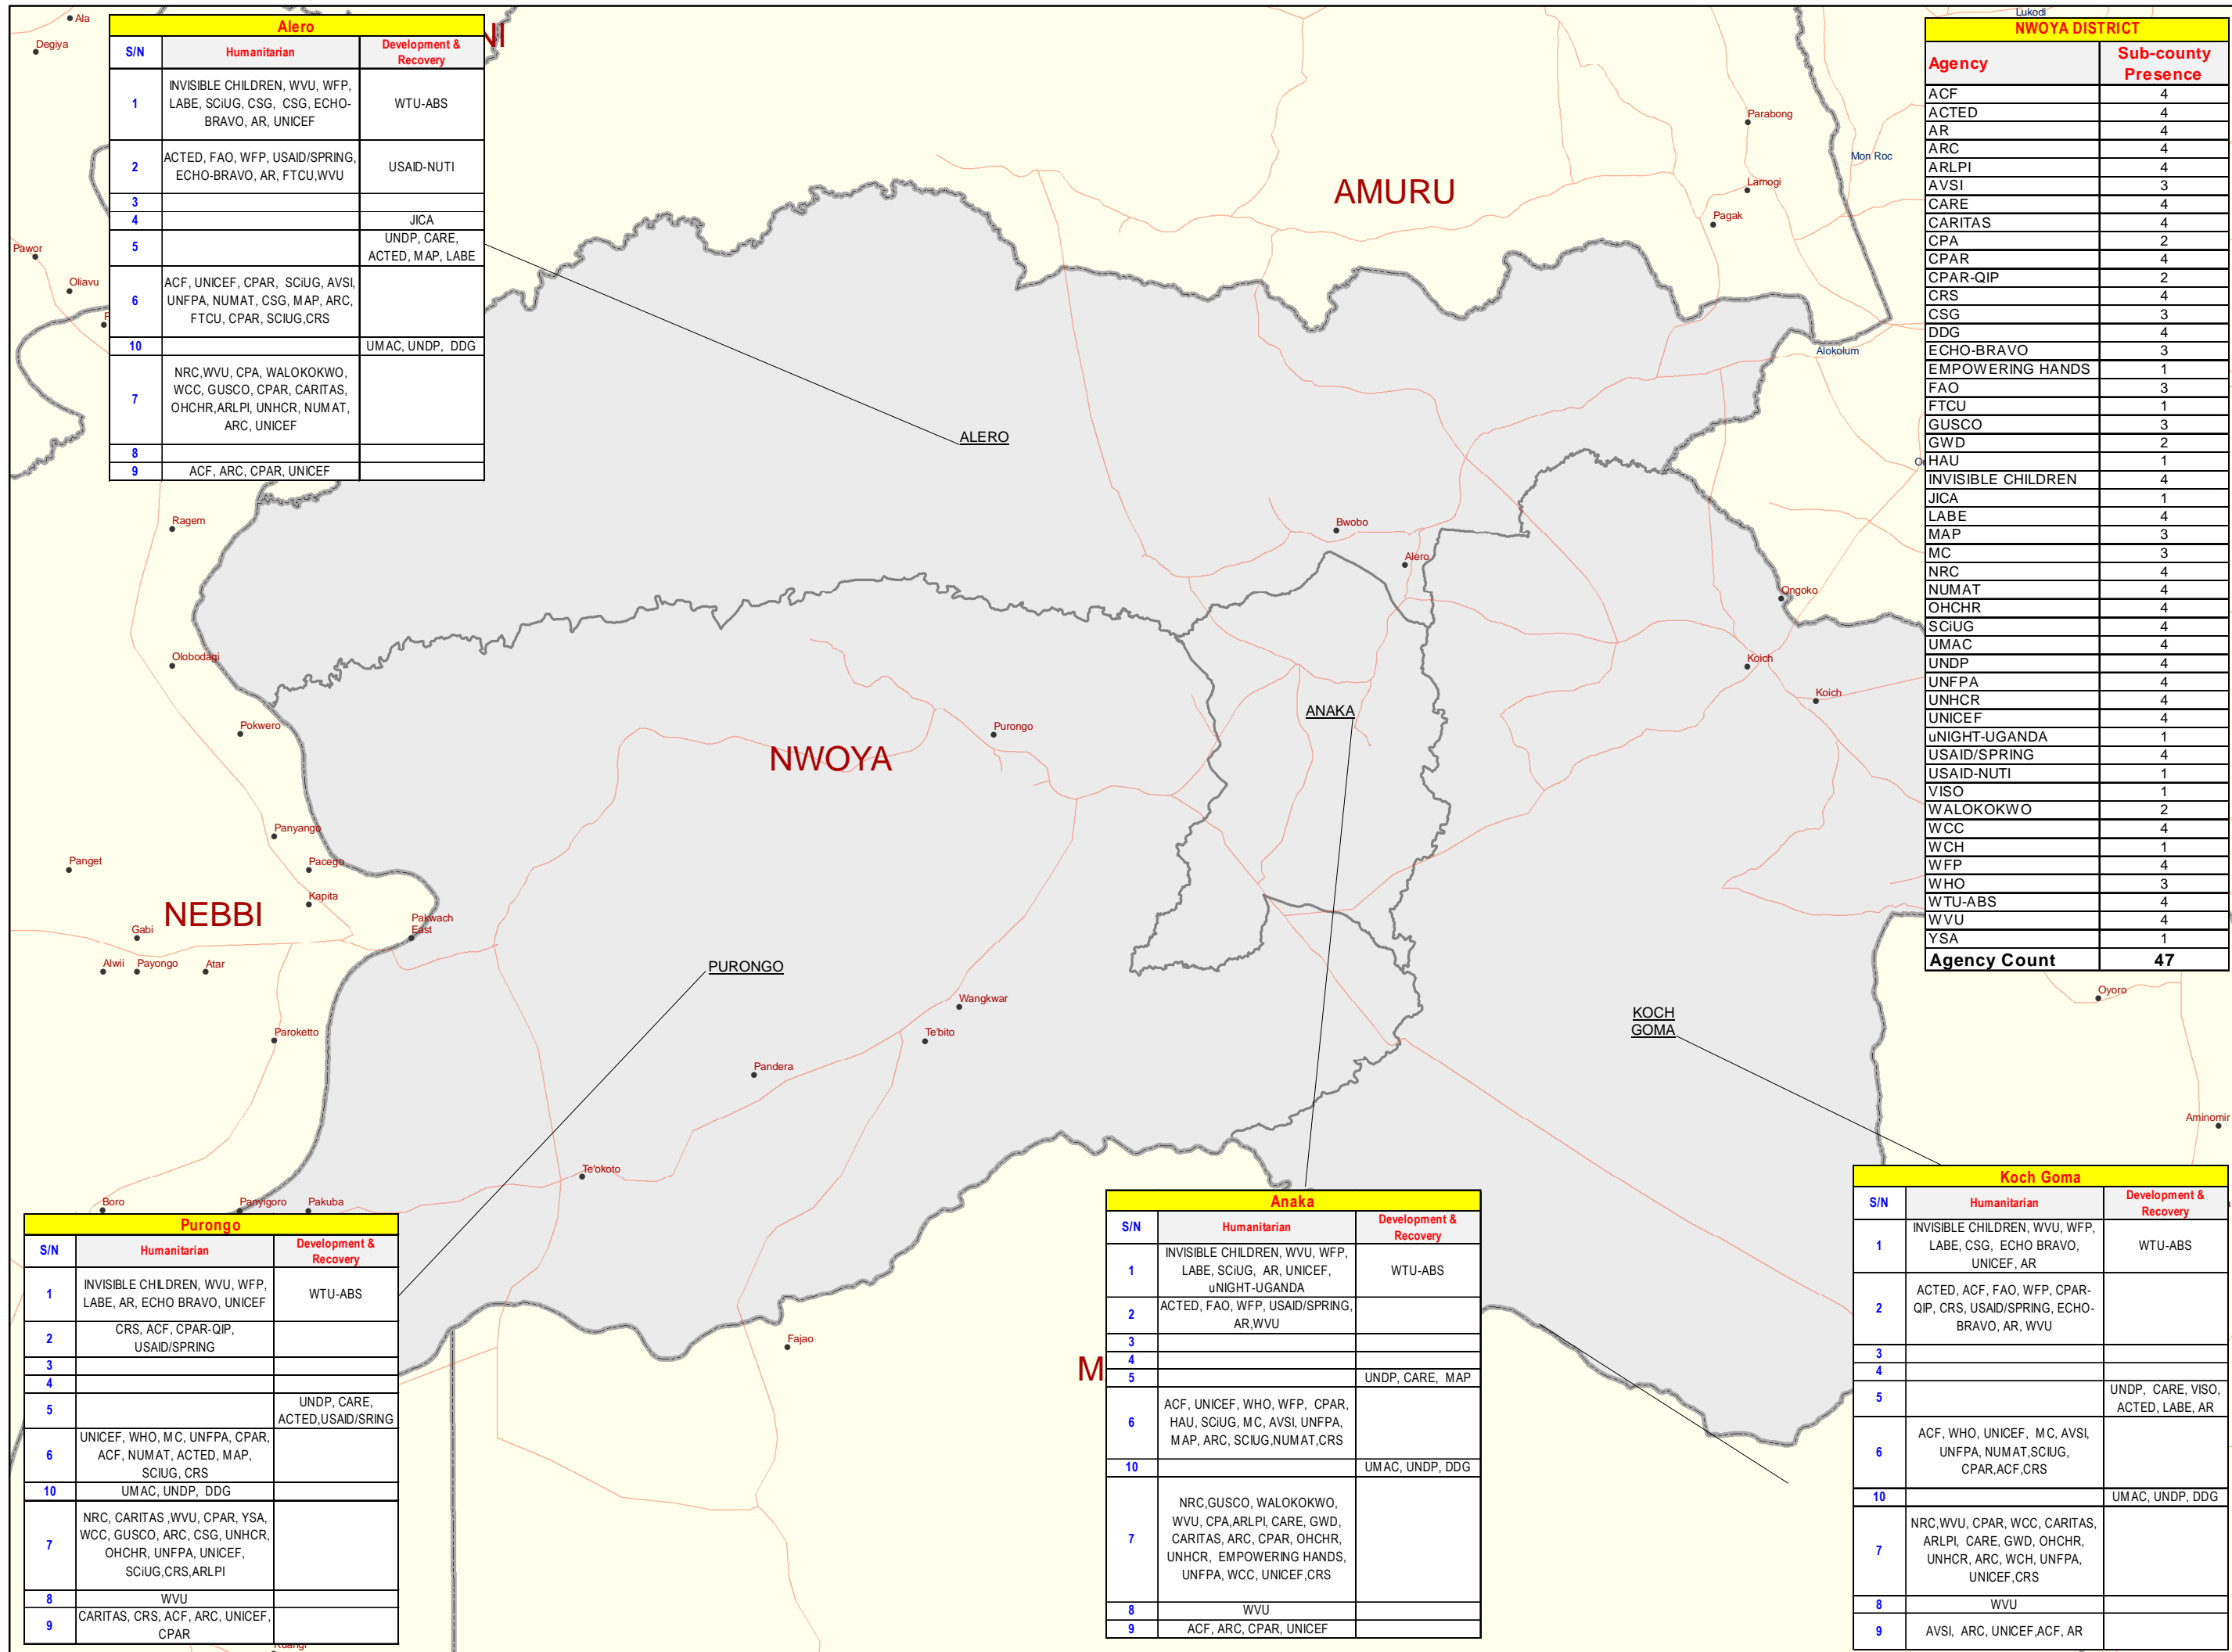 Ala
Degiya
Pawor
Oliavu
Alero
S/N Humanitarian Development &
Recovery
1 INVISIBLE CHILDREN, WVU, WFP,
LABE, SCiUG, CSG, CSG, ECHO-
BRAVO, AR, UNICEF WTU-ABS
2 ACTED, FAO, WFP, USAID/SPRING,
ECHO-BRAVO, AR, FTCU,WVU USAID-NUTI
3
4 JICA
5 UNDP, CARE,
ACTED, MAP, LABE
6 ACF, UNICEF, CPAR, SCiUG, AVSI,
UNFPA, NUMAT, CSG, MAP, ARC,
FTCU, CPAR, SCIUG,CRS
10 UMAC, UNDP, DDG
7 NRC,WVU, CPA, WALOKOKWO,
WCC, GUSCO, CPAR, CARITAS,
OHCHR,ARLPI, UNHCR, NUMAT,
ARC, UNICEF
8
9 ACF, ARC, CPAR, UNICEF
NI
AMURU
Lukodi
Parabong
Mon Roc
Lamogi
Pagak
Alokolum
ALERO
Ragem
Bwobo
Alero
Ongoko
Olobodagi
Koich
Koich
Pokwero
ANAKA
Purongo
NWOYA
Panyango
Panget
Pacego
Kapita
NEBBI
Pakwach
East
Gabi
Alwii
Payongo
Atar
PURONGO
Wangkwar
Te'bito
Paroketto
Pandera
KOCH
GOMA
Oyoro
Aminomir
Te'okoto
Boro
Panyigoro
Pakuba
Fajao
M
NWOYA DISTRICT
Agency Sub-county
Presence
ACF 4
ACTED 4
AR 4
ARC 4
ARLPI 4
AVSI 3
CARE 4
CARITAS 4
CPA 2
CPAR 4
CPAR-QIP 2
CRS 4
CSG 3
DDG 4
ECHO-BRAVO 3
EMPOWERING HANDS 1
FAO 3
FTCU 1
GUSCO 3
GWD 2
HAU 1
INVISIBLE CHILDREN 4
JICA 1
LABE 4
MAP 3
MC 3
NRC 4
NUMAT 4
OHCHR 4
SCiUG 4
UMAC 4
UNDP 4
UNFPA 4
UNHCR 4
UNICEF 4
uNIGHT-UGANDA 1
USAID/SPRING 4
USAID-NUTI 1
VISO 1
WALOKOKWO 2
WCC 4
WCH 1
WFP 4
WHO 3
WTU-ABS 4
WVU 4
YSA 1
Agency Count 47
Purongo
S/N Humanitarian Development &
Recovery
1 INVISIBLE CHILDREN, WVU, WFP,
LABE, AR, ECHO BRAVO, UNICEF WTU-ABS
2 CRS, ACF, CPAR-QIP,
USAID/SPRING
3
4
5 UNDP, CARE,
ACTED,USAID/SRING
6 UNICEF, WHO, MC, UNFPA, CPAR,
ACF, NUMAT, ACTED, MAP,
SCIUG, CRS
10 UMAC, UNDP, DDG
7 NRC, CARITAS ,WVU, CPAR, YSA,
WCC, GUSCO, ARC, CSG, UNHCR,
OHCHR, UNFPA, UNICEF,
SCiUG,CRS,ARLPI
8 WVU
9 CARITAS, CRS, ACF, ARC, UNICEF,
CPAR
Anaka
S/N Humanitarian Development &
Recovery
1 INVISIBLE CHILDREN, WVU, WFP,
LABE, SCiUG, AR, UNICEF,
uNIGHT-UGANDA WTU-ABS
2 ACTED, FAO, WFP, USAID/SPRING,
AR,WVU
3
4
5 UNDP, CARE, MAP
6 ACF, UNICEF, WHO, WFP, CPAR,
HAU, SCiUG, MC, AVSI, UNFPA,
MAP, ARC, SCIUG,NUMAT,CRS
10 UMAC, UNDP, DDG
7 NRC,GUSCO, WALOKOKWO,
WVU, CPA,ARLPI, CARE, GWD,
CARITAS, ARC, CPAR, OHCHR,
UNHCR, EMPOWERING HANDS,
UNFPA, WCC, UNICEF,CRS
8 WVU
9 ACF, ARC, CPAR, UNICEF
Koch Goma
S/N Humanitarian Development &
Recovery
1 INVISIBLE CHILDREN, WVU, WFP,
LABE, CSG, ECHO BRAVO,
UNICEF, AR WTU-ABS
2 ACTED, ACF, FAO, WFP, CPAR-
QIP, CRS, USAID/SPRING, ECHO-
BRAVO, AR, WVU
3
4
5 UNDP, CARE, VISO,
ACTED, LABE, AR
6 ACF, WHO, UNICEF, MC, AVSI,
UNFPA, NUMAT,SCIUG,
CPAR,ACF,CRS
10 UMAC, UNDP, DDG
7 NRC,WVU, CPAR, WCC, CARITAS,
ARLPI, CARE, GWD, OHCHR,
UNHCR, ARC, WCH, UNFPA,
UNICEF,CRS
8 WVU
9 AVSI, ARC, UNICEF,ACF, AR